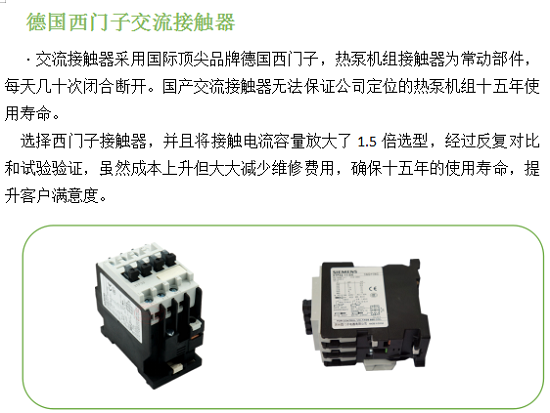 德国西门子交流接触器
·交流接触器采用国际顶尖品牌德国西门子，热泵机组接触器为常动部件，
每天几十次闭合断开。国产交流接触器无法保证公司定位的热泵机组十五年使
用寿命。
选择西门子接触器，并且将接触电流容量放大了 1.5 倍选型，经过反复对比
和试验验证，虽然成本上升但大大减少维修费用，确保十五年的使用寿命，提
升客户满意度。
SIEMENS